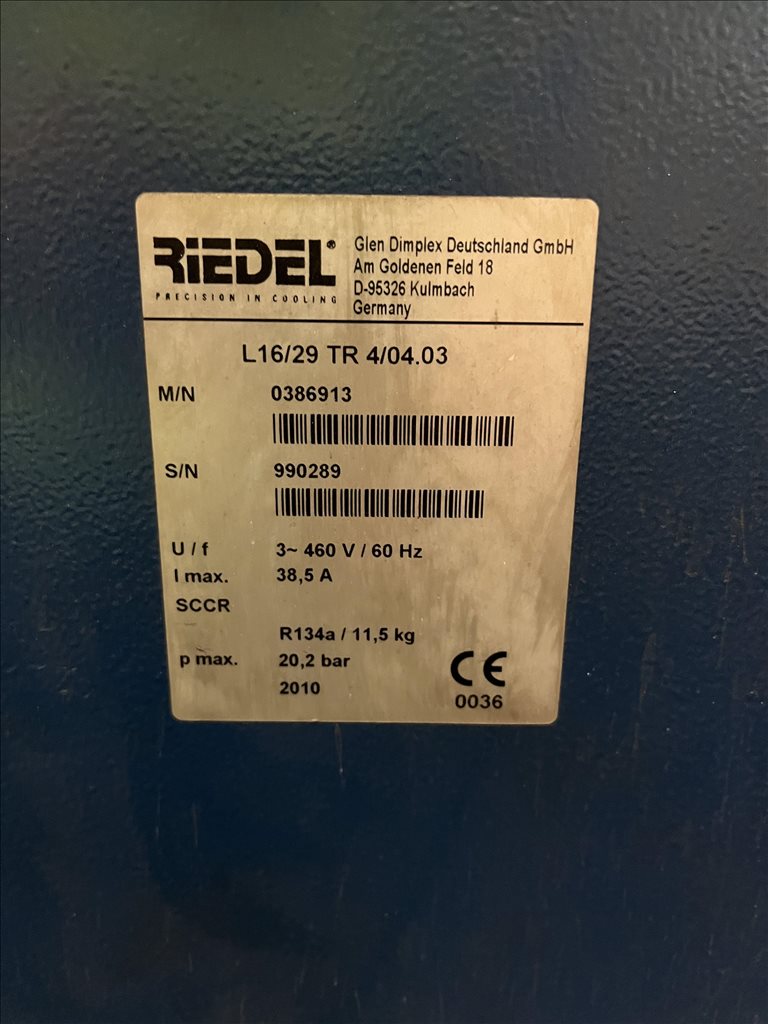 RIEDEL®
PRECISION IN COOLING
Glen Dimplex Deutschland GmbH
Am Goldenen Feld 18
D-95326 Kulmbach
Germany
L16/29 TR 4/04.03
M/N 0386913
S/N 990289
U / f 3~ 460 V / 60 Hz
I max. 38,5 A
SCCR
R134a / 11,5 kg
p max. 20,2 bar
2010
CE
0036